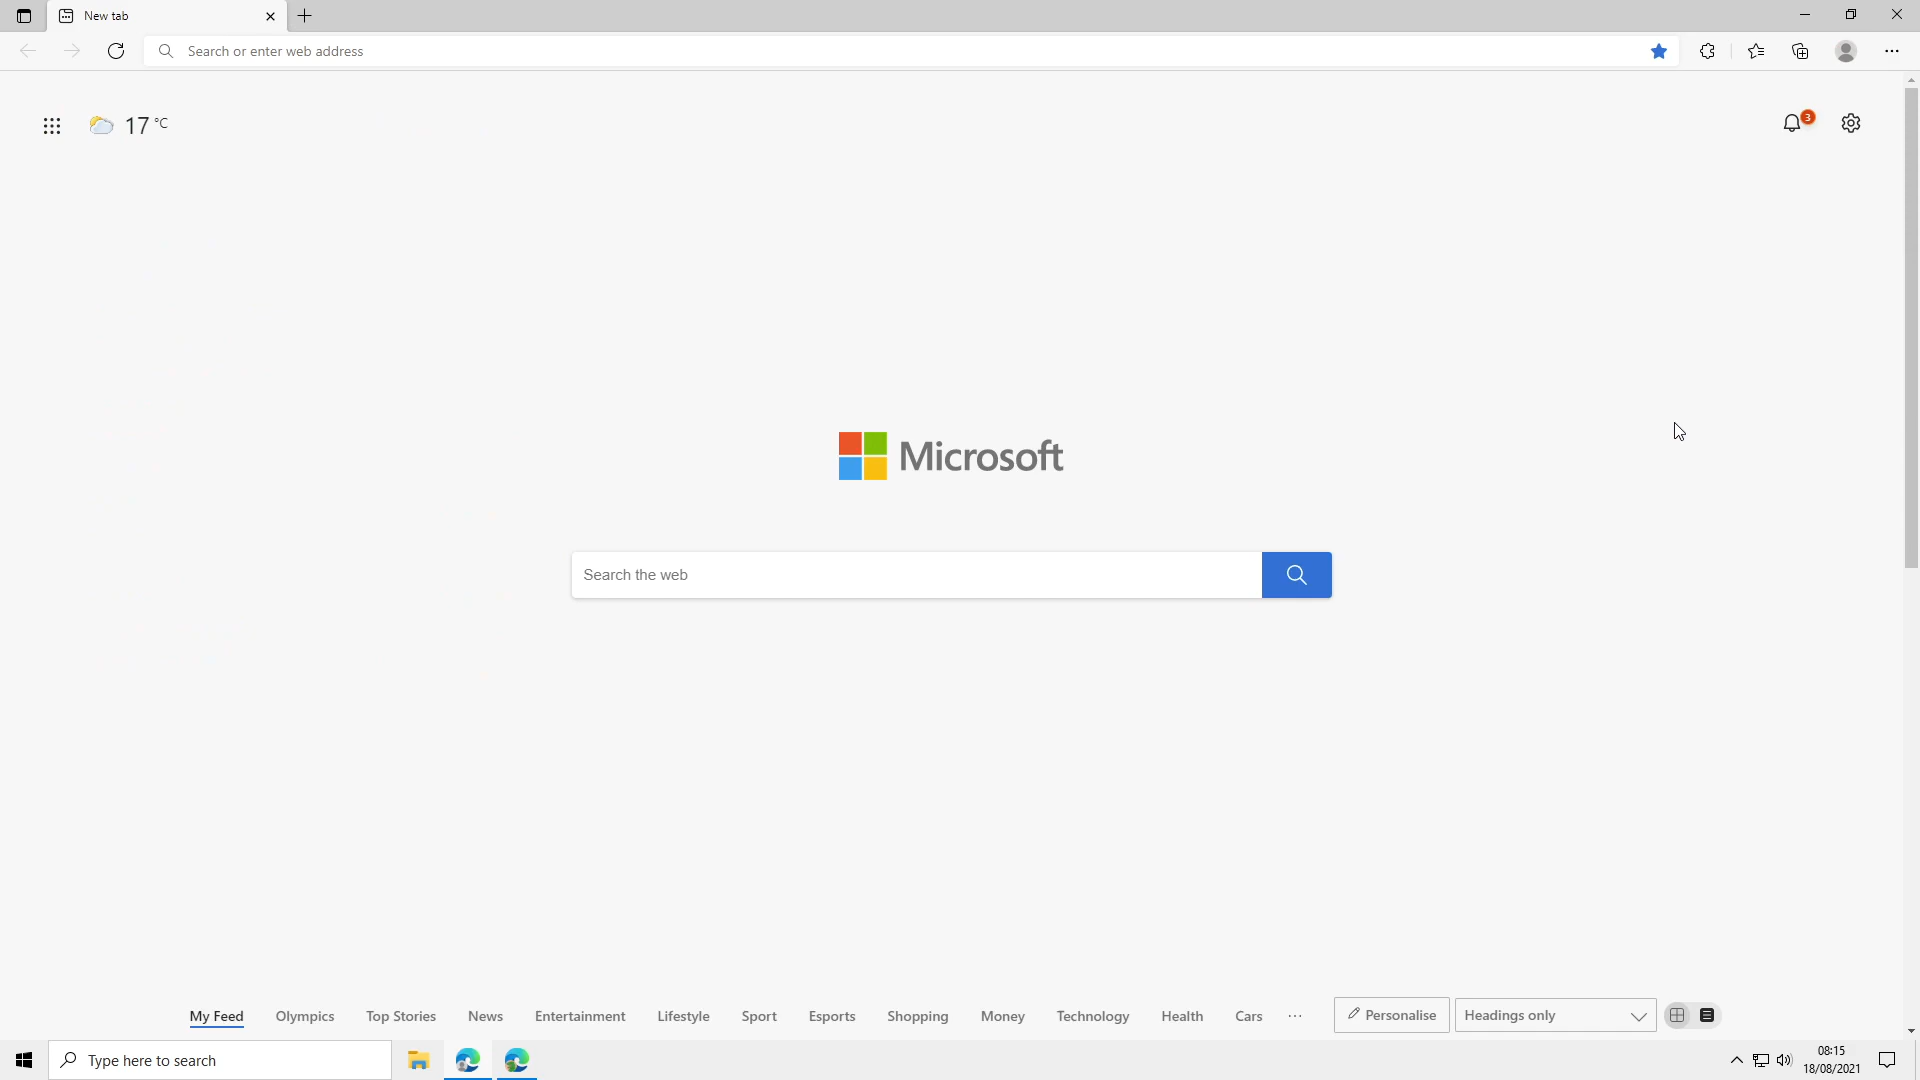 New tab
Search or enter web address
17 °C
3
Microsoft
Search the web
My Feed Olympics Top Stories News Entertainment Lifestyle Sport Esports Shopping Money Technology Health Cars ... Personalise Headings only
Type here to search
08:15
18/08/2021